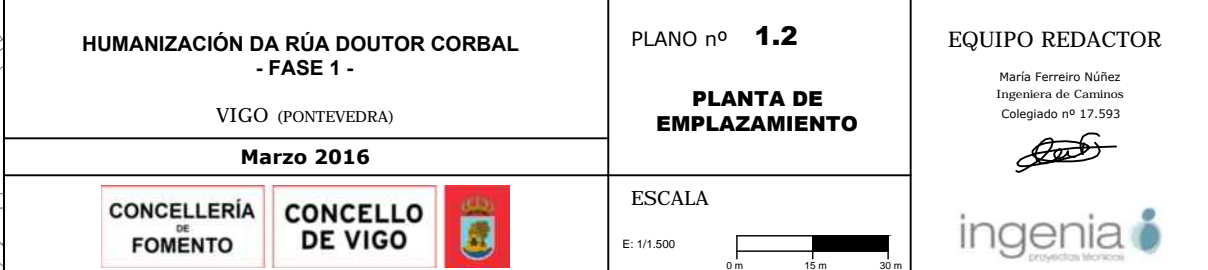 HUMANIZACIÓN DA RÚA DOUTOR CORBAL
- FASE 1 -
VIGO (PONTEVEDRA)
Marzo 2016
CONCELLERÍA
DE
FOMENTO
CONCELLO
DE VIGO
PLANO nº 1.2
PLANTA DE
EMPLAZAMIENTO
ESCALA
E: 1/1.500
0 m 15 m 30 m
EQUIPO REDACTOR
María Ferreiro Núñez
Ingeniera de Caminos
Colegiado nº 17.593
ingenia
proyectos técnicos